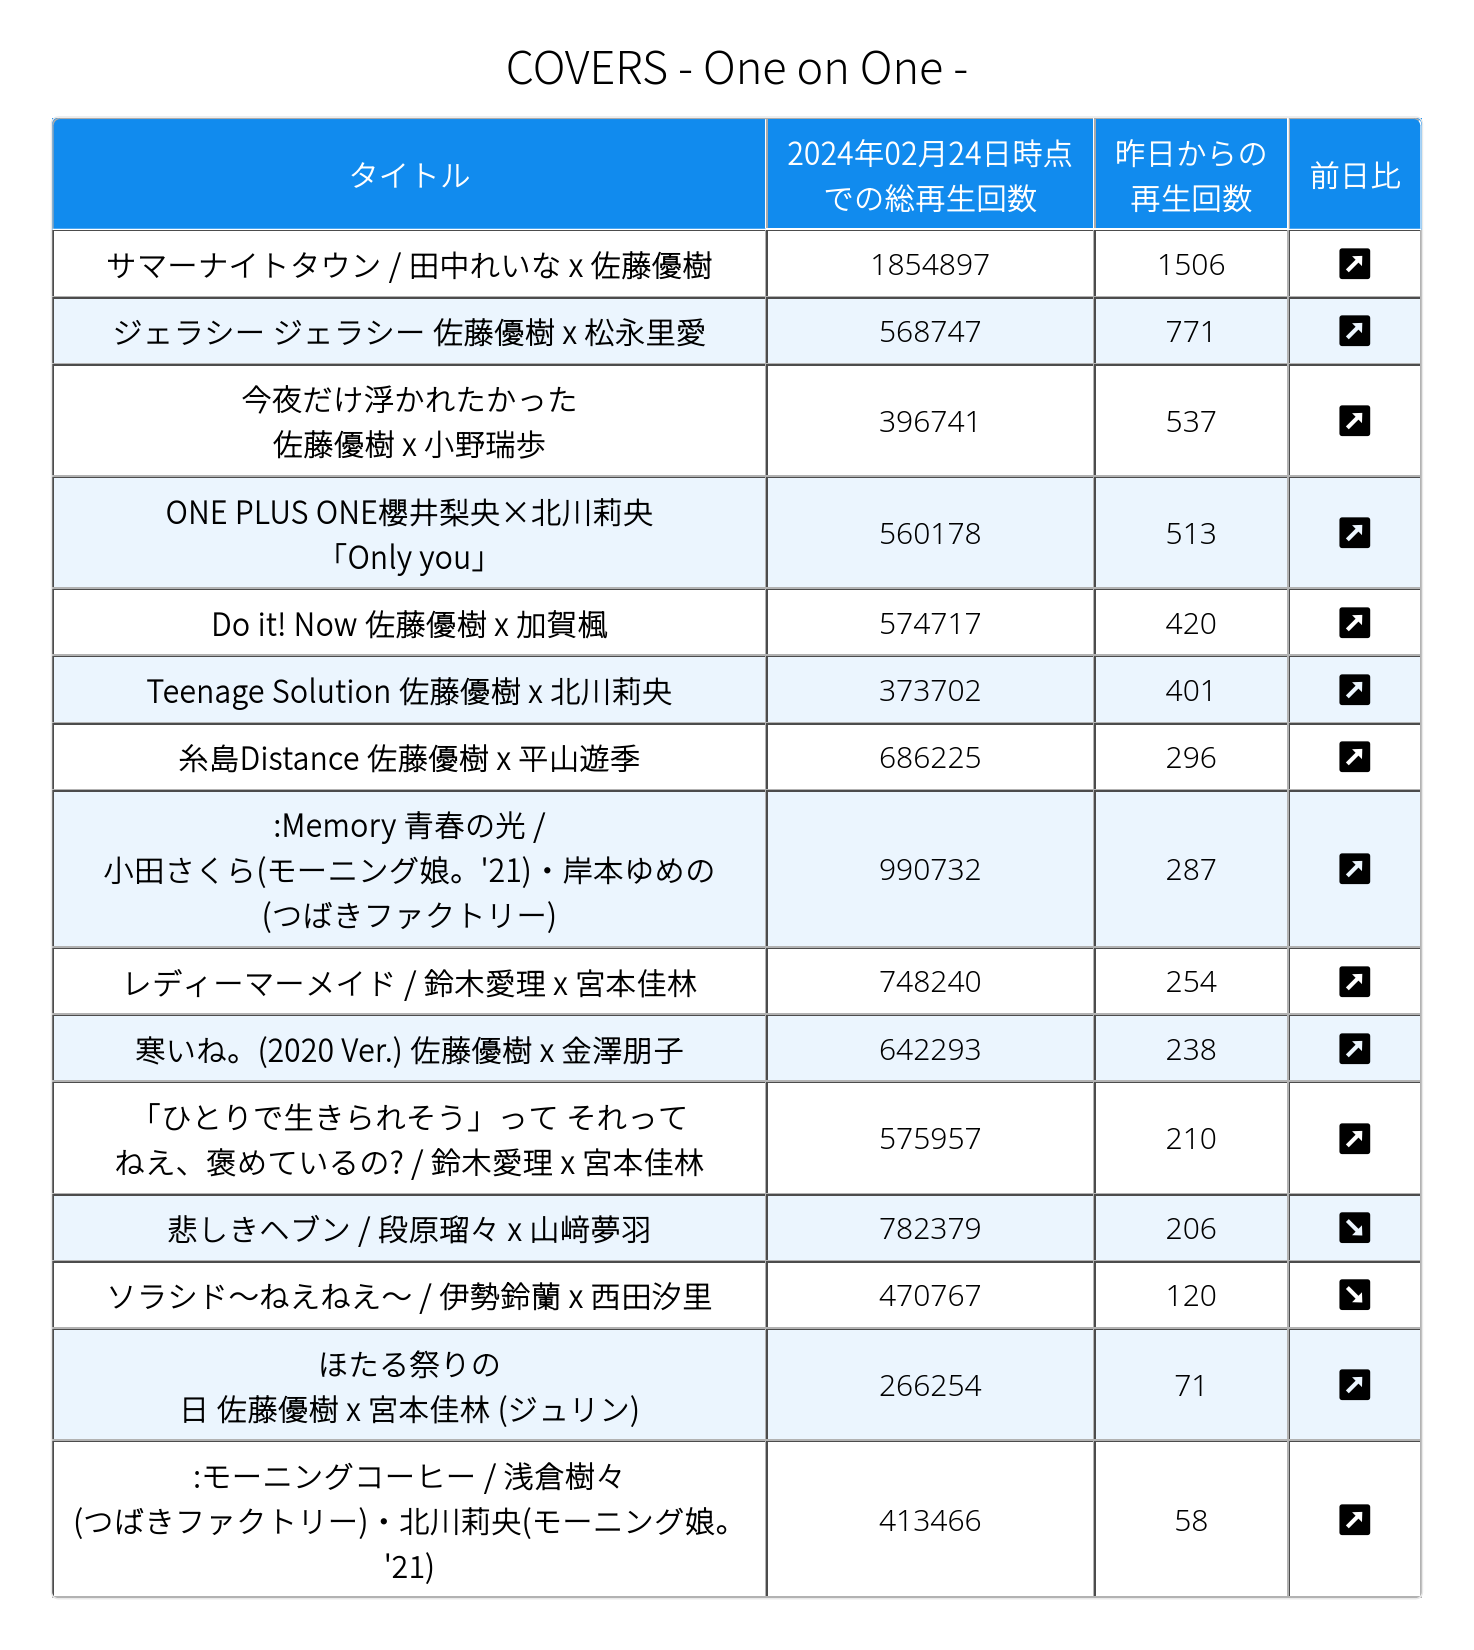 COVERS - One on One -
タイトル
2024年02月24日時点
での総再生回数
昨日からの
再生回数
前日比
サマーナイトタウン / 田中れいな x 佐藤優樹
1854897
1506
ジェラシー ジェラシー 佐藤優樹 x 松永里愛
568747
771
今夜だけ浮かれたかった
佐藤優樹 x 小野瑞歩
396741
537
ONE PLUS ONE櫻井梨央×北川莉央
「Only you」
560178
513
Do it! Now 佐藤優樹 x 加賀楓
574717
420
Teenage Solution 佐藤優樹 x 北川莉央
373702
401
糸島Distance 佐藤優樹 x 平山遊季
686225
296
:Memory 青春の光 /
小田さくら(モーニング娘。'21)・岸本ゆめの
(つばきファクトリー)
990732
287
レディーマーメイド / 鈴木愛理 x 宮本佳林
748240
254
寒いね。(2020 Ver.) 佐藤優樹 x 金澤朋子
642293
238
「ひとりで生きられそう」って それって
ねえ、褒めているの? / 鈴木愛理 x 宮本佳林
575957
210
悲しきヘブン / 段原瑠々 x 山﨑夢羽
782379
206
ソラシド〜ねえねえ〜 / 伊勢鈴蘭 x 西田汐里
470767
120
ほたる祭りの
日 佐藤優樹 x 宮本佳林 (ジュリン)
266254
71
:モーニングコーヒー / 浅倉樹々
(つばきファクトリー)・北川莉央(モーニング娘。
'21)
413466
58